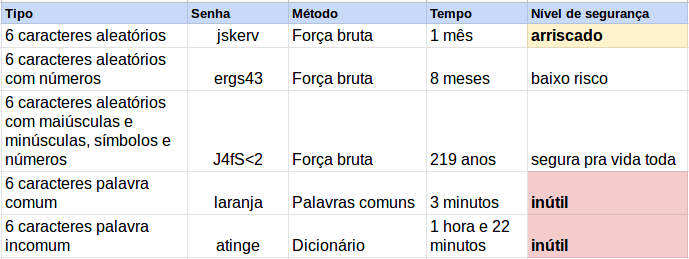 Tipo Senha Método Tempo Nível de segurança
6 caracteres aleatórios jskerv Força bruta 1 mês arriscado
6 caracteres aleatórios
com números ergs43 Força bruta 8 meses baixo risco
6 caracteres aleatórios
com maiúsculas e
minúsculas, símbolos e
números J4fS<2 Força bruta 219 anos segura pra vida toda
6 caracteres palavra
comum laranja Palavras comuns 3 minutos inútil
6 caracteres palavra
incomum atinge Dicionário 1 hora e 22
minutos inútil